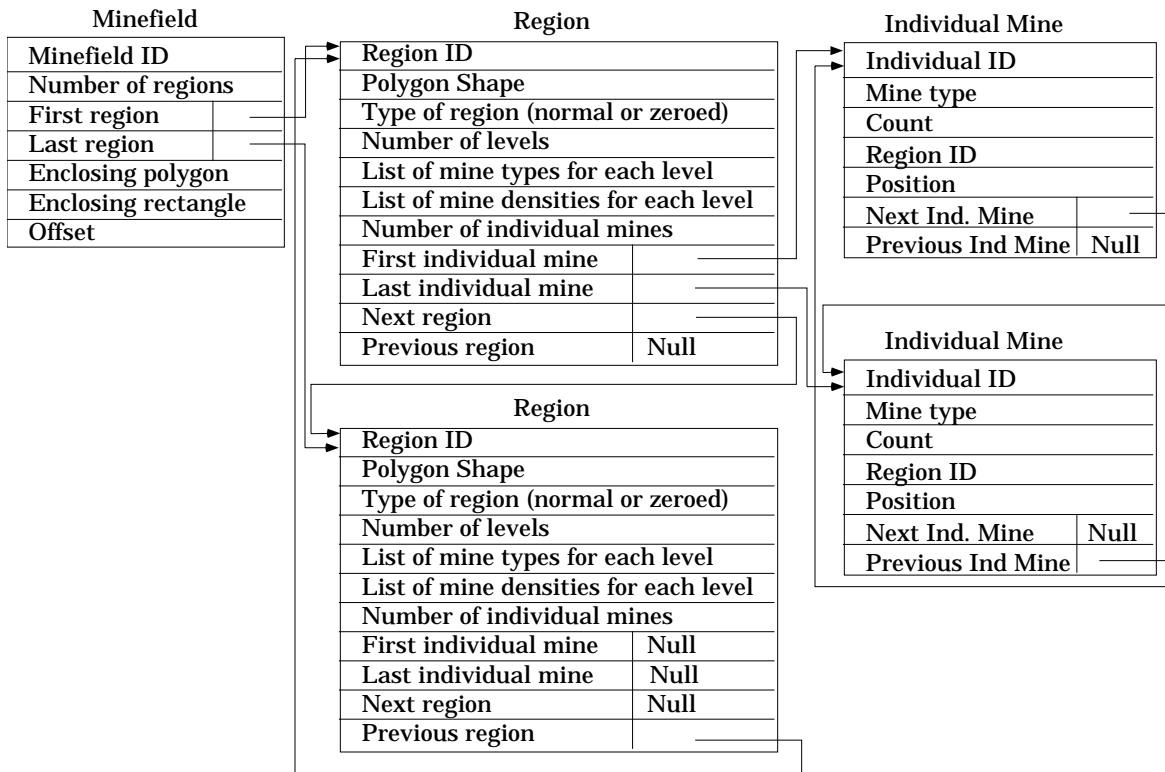 Minefield
Minefield ID
Number of regions
First region
Last region
Enclosing polygon
Enclosing rectangle
Offset
Region
Region ID
Polygon Shape
Type of region (normal or zeroed)
Number of levels
List of mine types for each level
List of mine densities for each level
Number of individual mines
First individual mine
Last individual mine
Next region
Previous region Null
Region
Region ID
Polygon Shape
Type of region (normal or zeroed)
Number of levels
List of mine types for each level
List of mine densities for each level
Number of individual mines
First individual mine Null
Last individual mine Null
Next region Null
Previous region
Individual Mine
Individual ID
Mine type
Count
Region ID
Position
Next Ind. Mine
Previous Ind Mine Null
Individual Mine
Individual ID
Mine type
Count
Region ID
Position
Next Ind. Mine Null
Previous Ind Mine